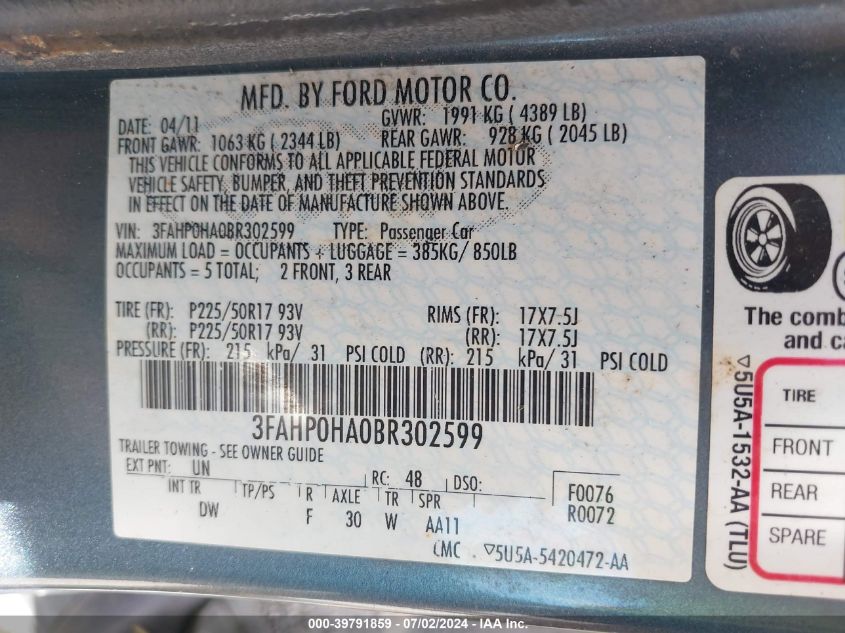 MFD. BY FORD MOTOR CO.
DATE: 04/11 GVWR: 1991 KG ( 4389 LB)
FRONT GAWR: 1063 KG ( 2344 LB) REAR GAWR: 928 KG ( 2045 LB)
THIS VEHICLE CONFORMS TO ALL APPLICABLE FEDERAL MOTOR
VEHICLE SAFETY, BUMPER, AND THEFT PREVENTION STANDARDS
IN EFFECT ON THE DATE OF MANUFACTURE SHOWN ABOVE.
VIN: 3FAHP0HA0BR302599 TYPE: Passenger Car
MAXIMUM LOAD = OCCUPANTS + LUGGAGE = 385KG/ 850LB
OCCUPANTS = 5 TOTAL; 2 FRONT, 3 REAR
TIRE (FR): P225/50R17 93V RIMS (FR): 17X7.5J
(RR): P225/50R17 93V (RR): 17X7.5J
PRESSURE (FR): 215 kPa/ 31 PSI COLD (RR): 215 kPa/ 31 PSI COLD
3FAHP0HA0BR302599
TRAILER TOWING - SEE OWNER GUIDE
EXT PNT: UN RC: 48 DSO: F0076
INT TR TP/PS R AXLE TR SPR R0072
DW F 30 W AA11
CMC ▽5U5A-5420472-AA
The comb
and ca
▽5U5A-1532-AA (TLU)
TIRE
FRONT
REAR
SPARE
000-39791859 - 07/02/2024 - IAA Inc.